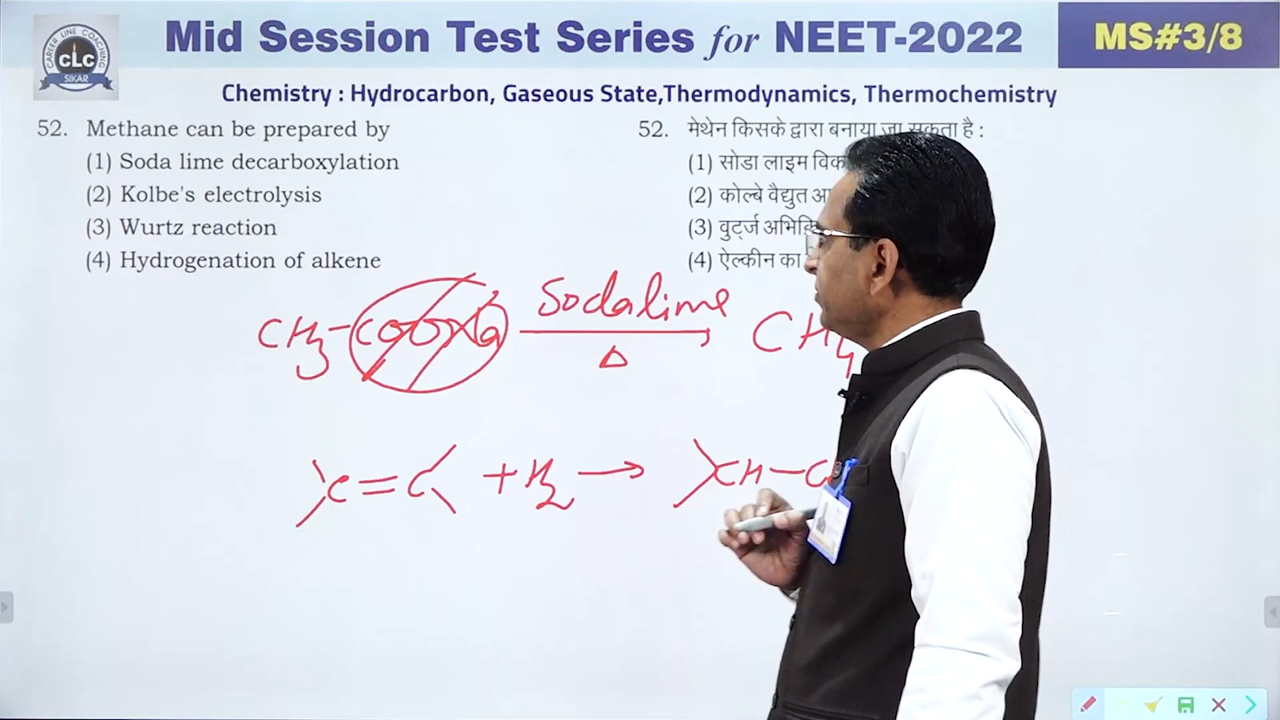 CAREER LINE COACHING
CLC
SIKAR
Mid Session Test Series for NEET-2022
MS#3/8
Chemistry : Hydrocarbon, Gaseous State,Thermodynamics, Thermochemistry
52. Methane can be prepared by
(1) Soda lime decarboxylation
(2) Kolbe's electrolysis
(3) Wurtz reaction
(4) Hydrogenation of alkene
52. मेथेन किसके द्वारा बनाया जा सकता है :
(1) सोडा लाइम
(2) कोल्बे वैद्युत
(3) वुर्ट्ज
(4) ऐल्कीन का
CH3-COONa Sodalime Δ → CH4
>C=C< + H2 → >CH-C